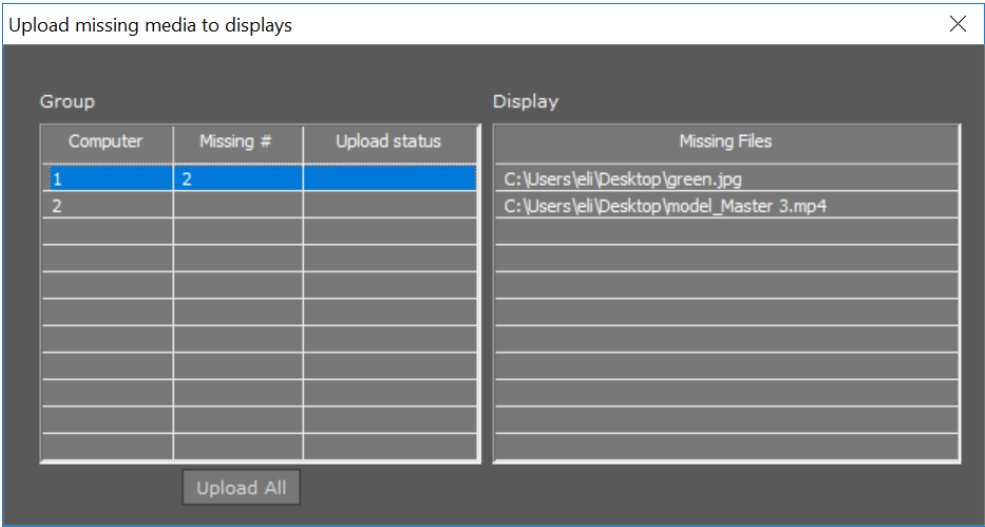 Upload missing media to displays
Group
Display
Computer Missing # Upload status
Missing Files
1 2
C:\Users\eli\Desktop\green.jpg
2
C:\Users\eli\Desktop\model_Master 3.mp4
Upload All